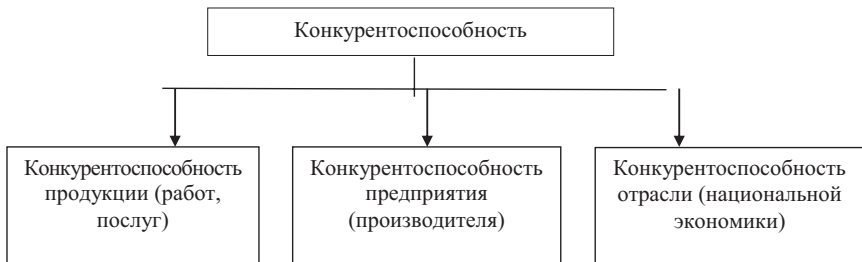 Конкурентоспособность
Конкурентоспособность
продукции (работ,
послуг)
Конкурентоспособность
предприятия
(производителя)
Конкурентоспособность
отрасли (национальной
экономики)